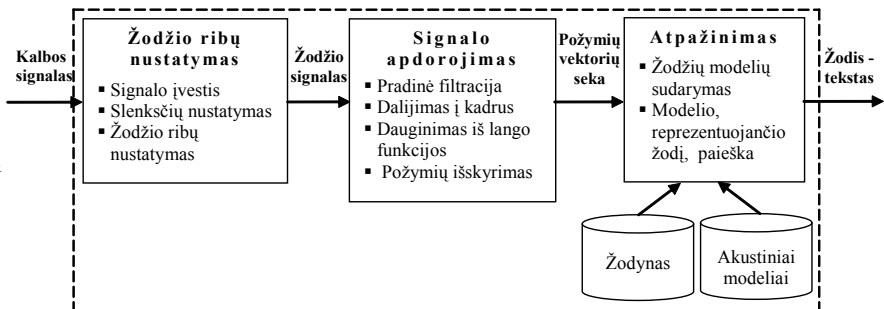 Kalbos
signalas
Žodžio ribų
nustatymas
▪ Signalo įvestis
▪ Slenksčių nustatymas
▪ Žodžio ribų
nustatymas
Žodžio
signalas
Signalo
apdorojimas
▪ Pradinė filtracija
▪ Dalijimas į kadrus
▪ Dauginimas iš lango
funkcijos
▪ Požymių išskyrimas
Požymių
vektorių
seka
Atpažinimas
▪ Žodžių modelių
sudarymas
▪ Modelio,
reprezentuojančio
žodį, paieška
Žodis -
tekstas
Žodynas
Akustiniai
modeliai